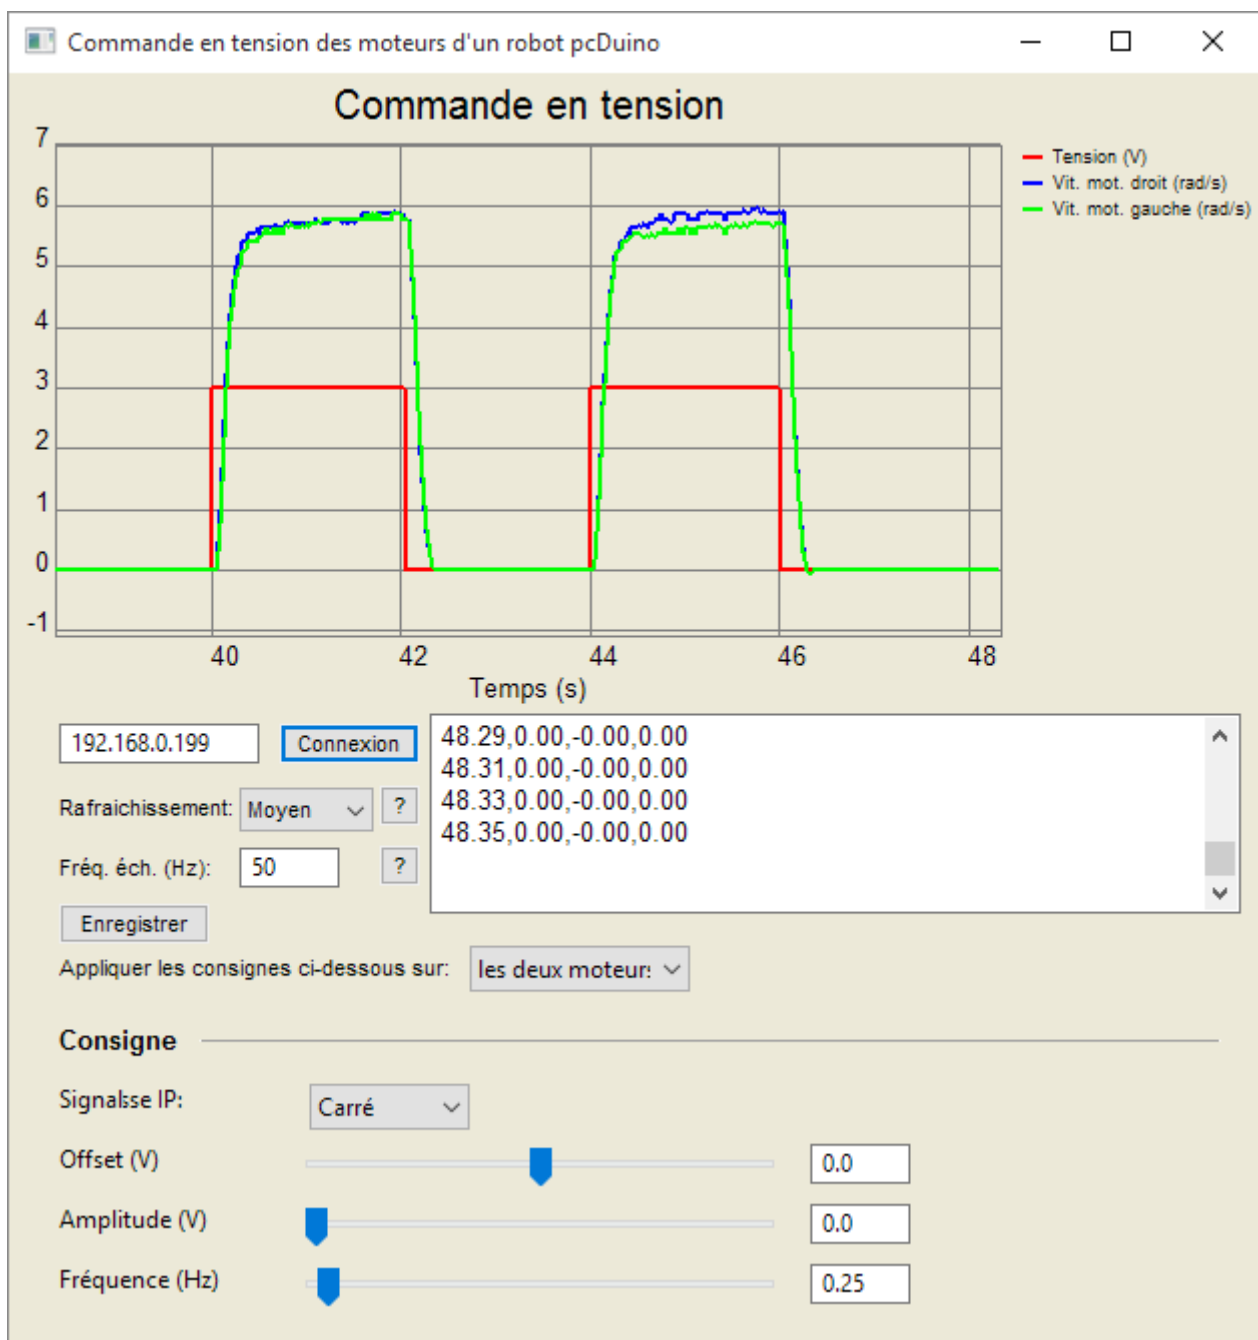 Commande en tension des moteurs d'un robot pcDuino
Commande en tension
7
6
5
4
3
2
1
0
-1
40 42 44 46 48
Temps (s)
Tension (V)
Vit. mot. droit (rad/s)
Vit. mot. gauche (rad/s)
192.168.0.199 Connexion
Rafraichissement: Moyen ?
Fréq. éch. (Hz): 50 ?
Enregistrer
48.29,0.00,-0.00,0.00
48.31,0.00,-0.00,0.00
48.33,0.00,-0.00,0.00
48.35,0.00,-0.00,0.00
Appliquer les consignes ci-dessous sur: les deux moteur:
Consigne
Signalsse IP: Carré
Offset (V) 0.0
Amplitude (V) 0.0
Fréquence (Hz) 0.25